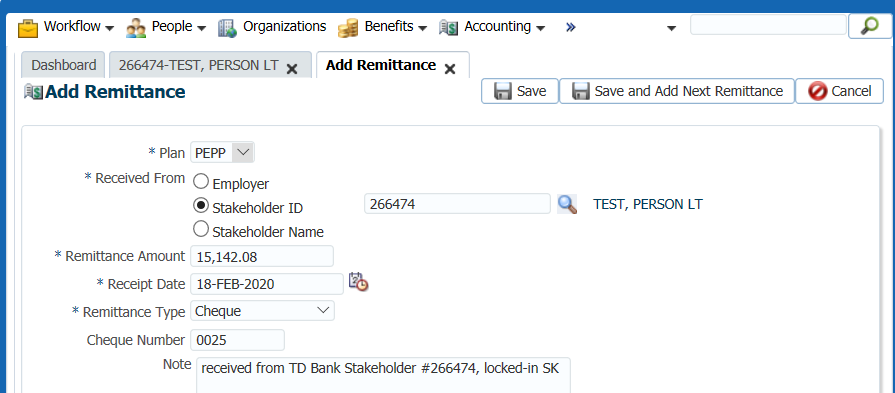 Workflow People Organizations Benefits Accounting »
Dashboard 266474-TEST, PERSON LT Add Remittance
Add Remittance Save Save and Add Next Remittance Cancel
* Plan PEPP
* Received From Employer
Stakeholder ID 266474 TEST, PERSON LT
Stakeholder Name
* Remittance Amount 15,142.08
* Receipt Date 18-FEB-2020
* Remittance Type Cheque
Cheque Number 0025
Note received from TD Bank Stakeholder #266474, locked-in SK